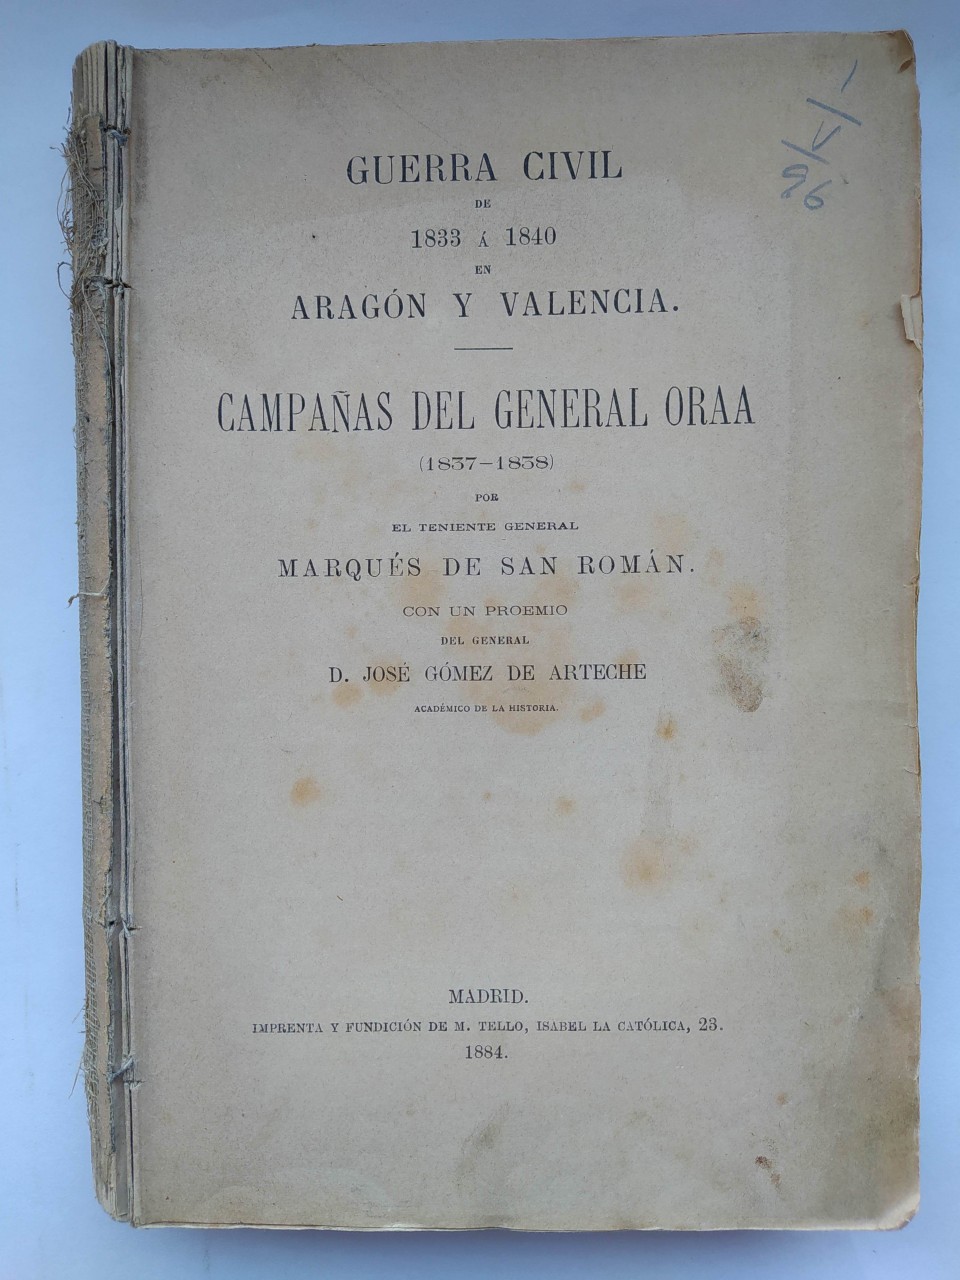 GUERRA CIVIL
DE
1833 Á 1840
EN
ARAGÓN Y VALENCIA.
CAMPAÑAS DEL GENERAL ORAA
(1837–1838)
POR
EL TENIENTE GENERAL
MARQUÉS DE SAN ROMÁN.
CON UN PROEMIO
DEL GENERAL
D. JOSÉ GÓMEZ DE ARTECHE
ACADÉMICO DE LA HISTORIA.
MADRID.
IMPRENTA Y FUNDICIÓN DE M. TELLO, ISABEL LA CATÓLICA, 23.
1884.